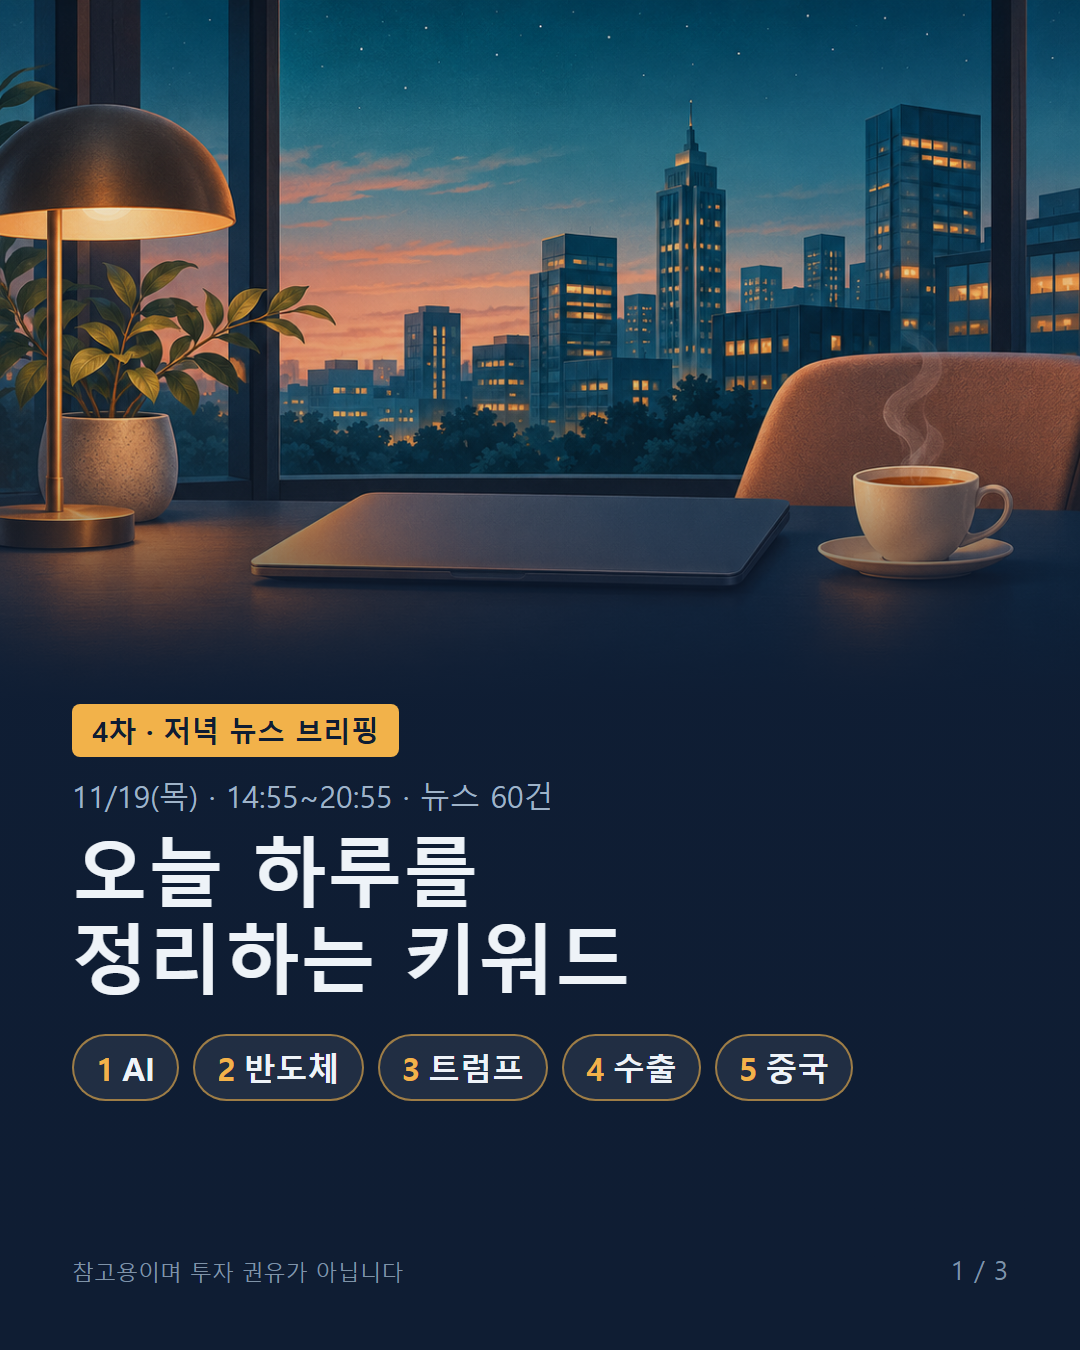 4차 · 저녁 뉴스 브리핑
11/19(목) · 14:55~20:55 · 뉴스 60건
오늘 하루를
정리하는 키워드
1 AI 2 반도체 3 트럼프 4 수출 5 중국
참고용이며 투자 권유가 아닙니다 1 / 3